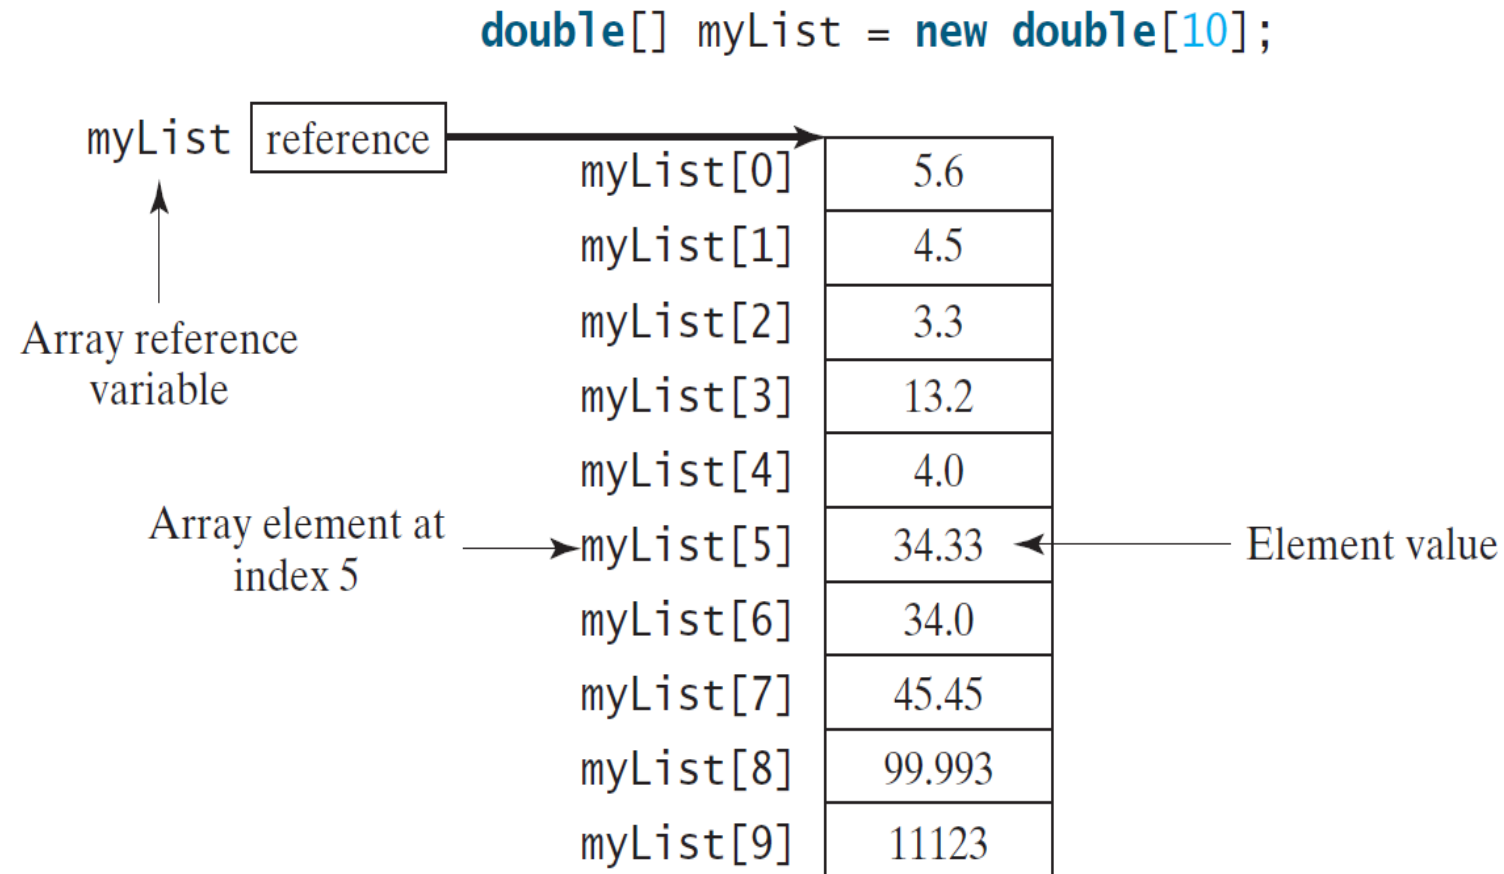 double[] myList = new double[10];
myList reference
myList[0] 5.6
myList[1] 4.5
Array reference
variable
myList[2] 3.3
myList[3] 13.2
myList[4] 4.0
Array element at
index 5
myList[5] 34.33 Element value
myList[6] 34.0
myList[7] 45.45
myList[8] 99.993
myList[9] 11123